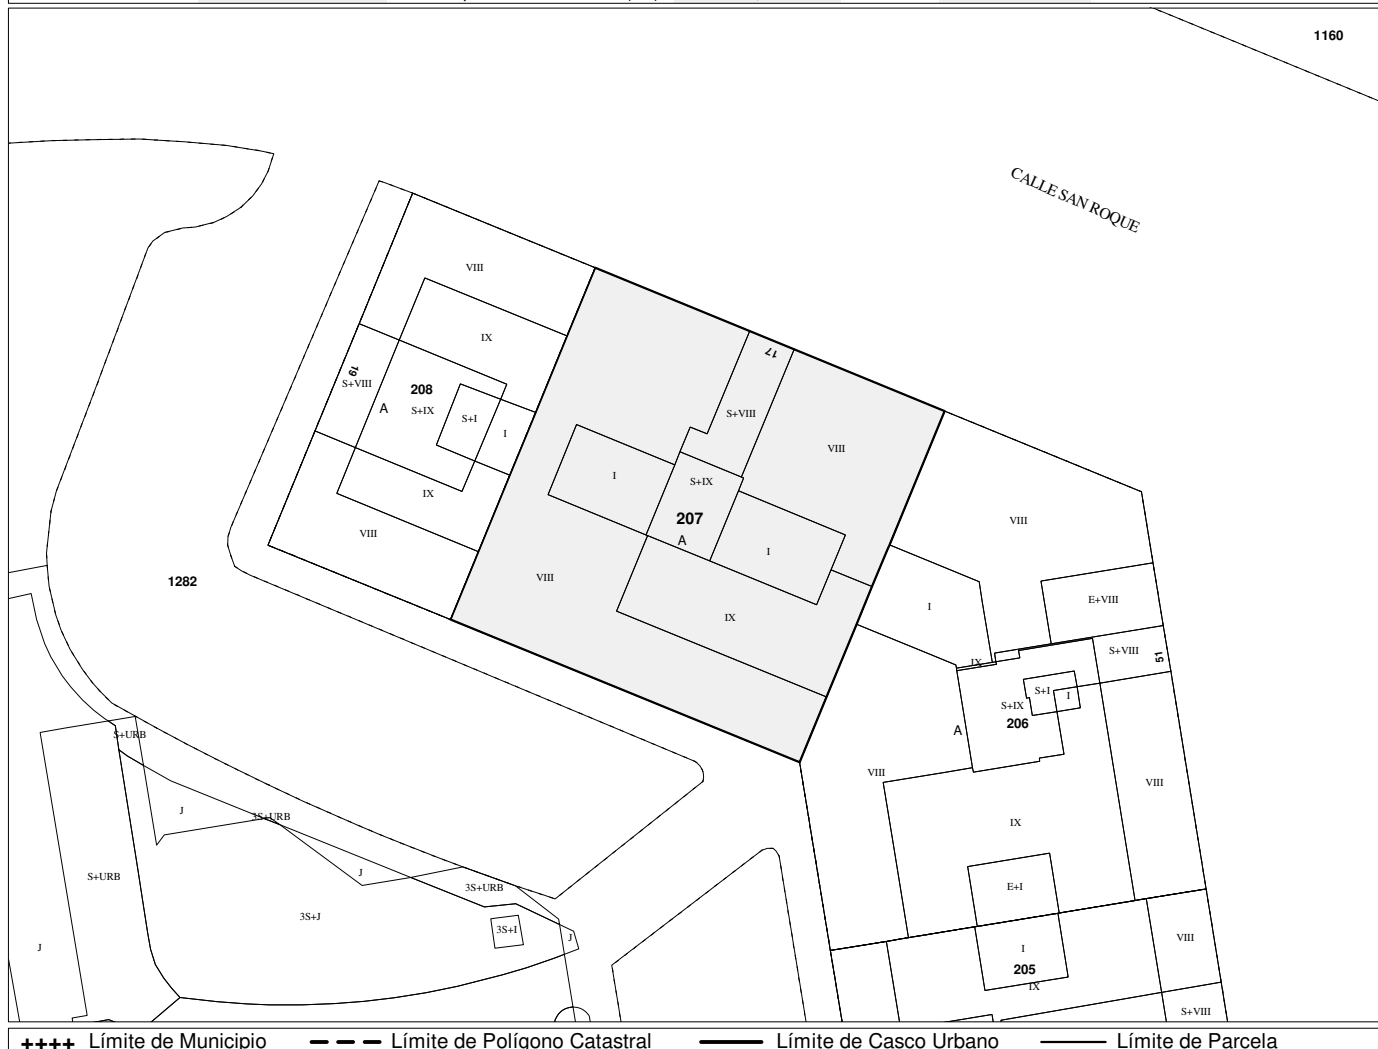 1160
CALLE SAN ROQUE
VIII
IX
17
19
S+VIII
208
A
S+IX
S+I
I
S+VIII
VIII
I
S+IX
207
A
I
IX
VIII
VIII
IX
VIII
1282
VIII
E+VIII
I
IX
S+VIII
51
S+I
I
S+IX
206
A
VIII
VIII
IX
E+I
S+URB
J
3S+URB
J
S+URB
3S+URB
3S+J
3S+I
J
J
I
205
IX
VIII
S+VIII
++++ Límite de Municipio
Límite de Polígono Catastral
Límite de Casco Urbano
Límite de Parcela